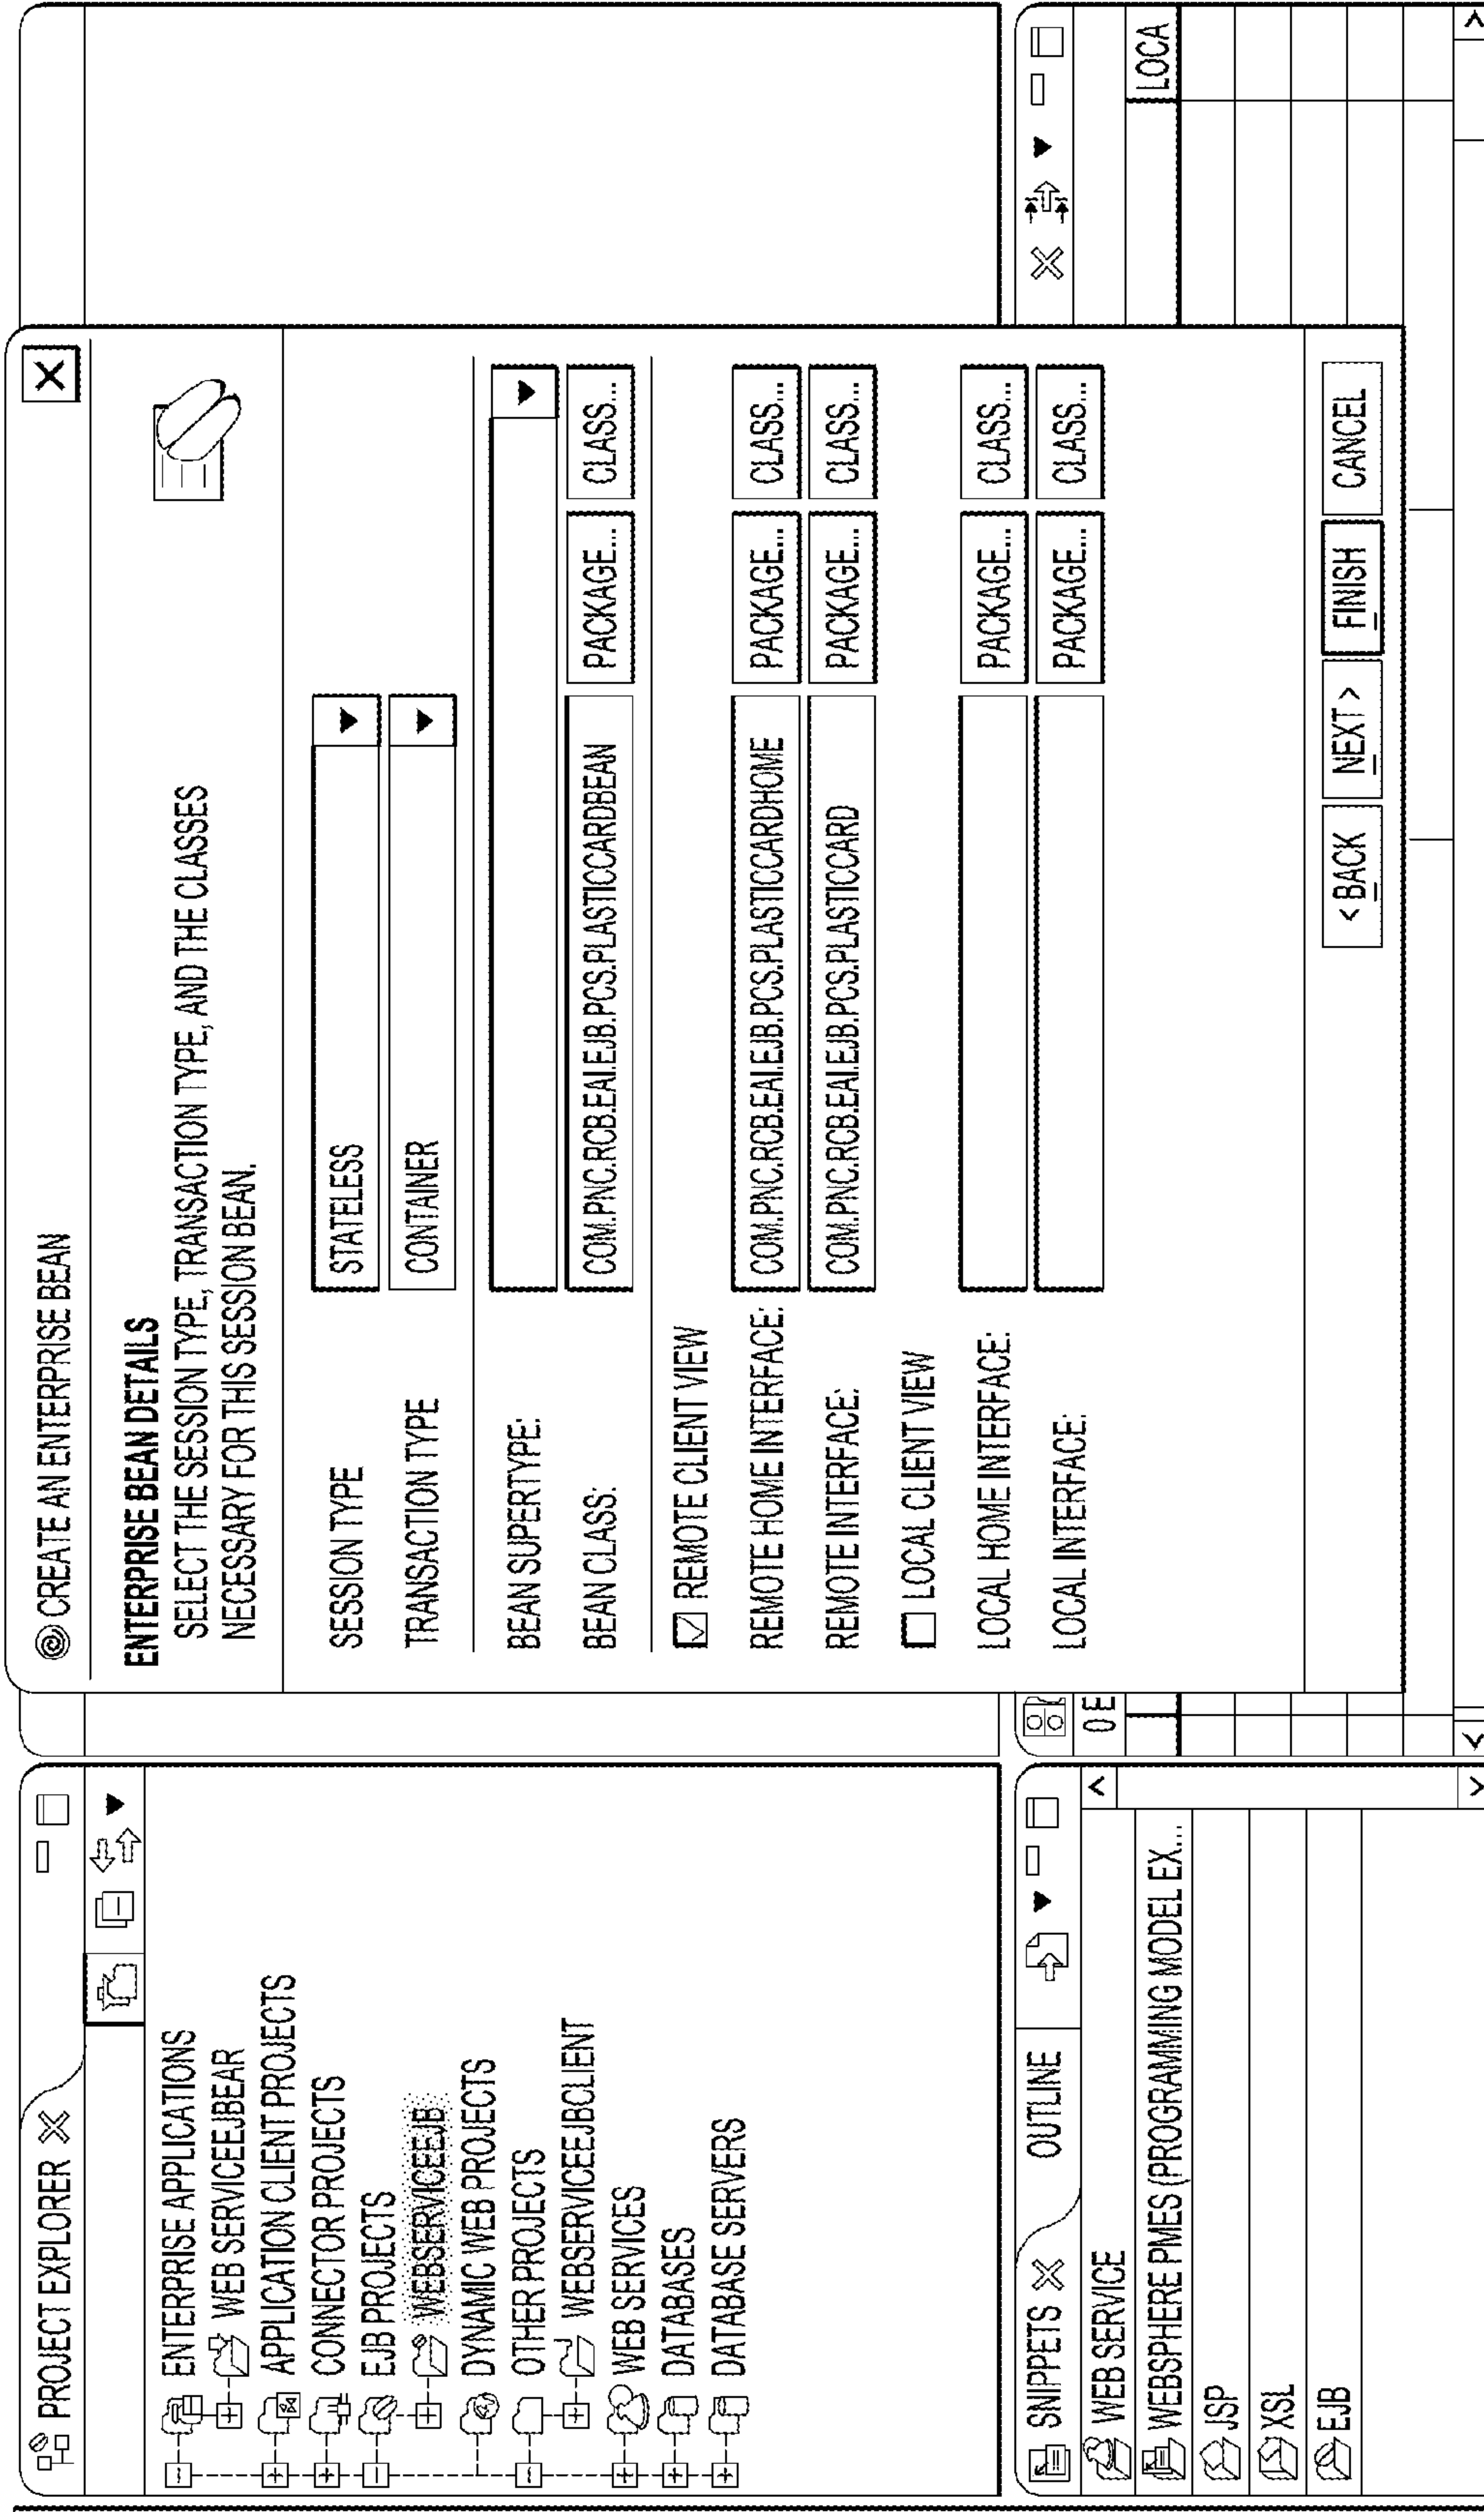 PROJECT EXPLORER
ENTERPRISE APPLICATIONS
WEB SERVICEEJBEAR
APPLICATION CLIENT PROJECTS
CONNECTOR PROJECTS
EJB PROJECTS
WEBSERVICEEJB
DYNAMIC WEB PROJECTS
OTHER PROJECTS
WEBSERVICEEJBCLIENT
WEB SERVICES
DATABASES
DATABASE SERVERS
SNIPPETS OUTLINE
WEB SERVICE
WEBSPHERE PMES (PROGRAMMING MODEL EX...
JSP
XSL
EJB
CREATE AN ENTERPRISE BEAN
ENTERPRISE BEAN DETAILS
SELECT THE SESSION TYPE, TRANSACTION TYPE, AND THE CLASSES
NECESSARY FOR THIS SESSION BEAN.
SESSION TYPE STATELESS
TRANSACTION TYPE CONTAINER
BEAN SUPERTYPE:
BEAN CLASS: COM.PNC.RCB.EAI.EJB.PCS.PLASTICCARDBEAN PACKAGE... CLASS...
REMOTE CLIENT VIEW
REMOTE HOME INTERFACE: COM.PNC.RCB.EAI.EJB.PCS.PLASTICCARDHOME PACKAGE... CLASS...
REMOTE INTERFACE: COM.PNC.RCB.EAI.EJB.PCS.PLASTICCARD PACKAGE... CLASS...
LOCAL CLIENT VIEW
LOCAL HOME INTERFACE: PACKAGE... CLASS...
LOCAL INTERFACE: PACKAGE... CLASS...
< BACK NEXT > FINISH CANCEL
0 E
LOCA